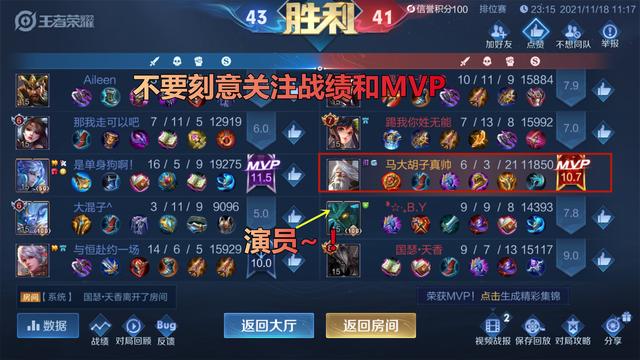 王者荣耀
43 胜利 41
信誉积分100 排位赛 23:15 2021/11/18 11:17
加好友 点赞 不想同队 举报
不要刻意关注战绩和MVP
Aileen
10 / 11 / 8 15884 7.9
那我走可以吧 7 / 11 / 5 12919 6.0
踢我你姓无能 8 / 9
是单身狗啊! 16 / 5 / 9 19275 MVP 11.5
马大胡子真帅 6 / 3 / 21 11850 MVP 10.7
大混子^ 3 / 11 / 9 9096 5.0
B.Y 7.8
演员~!
与恒赴约一场 14 / 6 / 5 15929 10.0
国瑟·天香 9 / 7 / 13 15117 9.0
房间 【系统】 国瑟·天香离开了房间
荣获MVP!点击生成精彩集锦
数据 战绩 对局回顾 Bug反馈 返回大厅 返回房间 视频战报 2 保存回放 对局攻略 分享